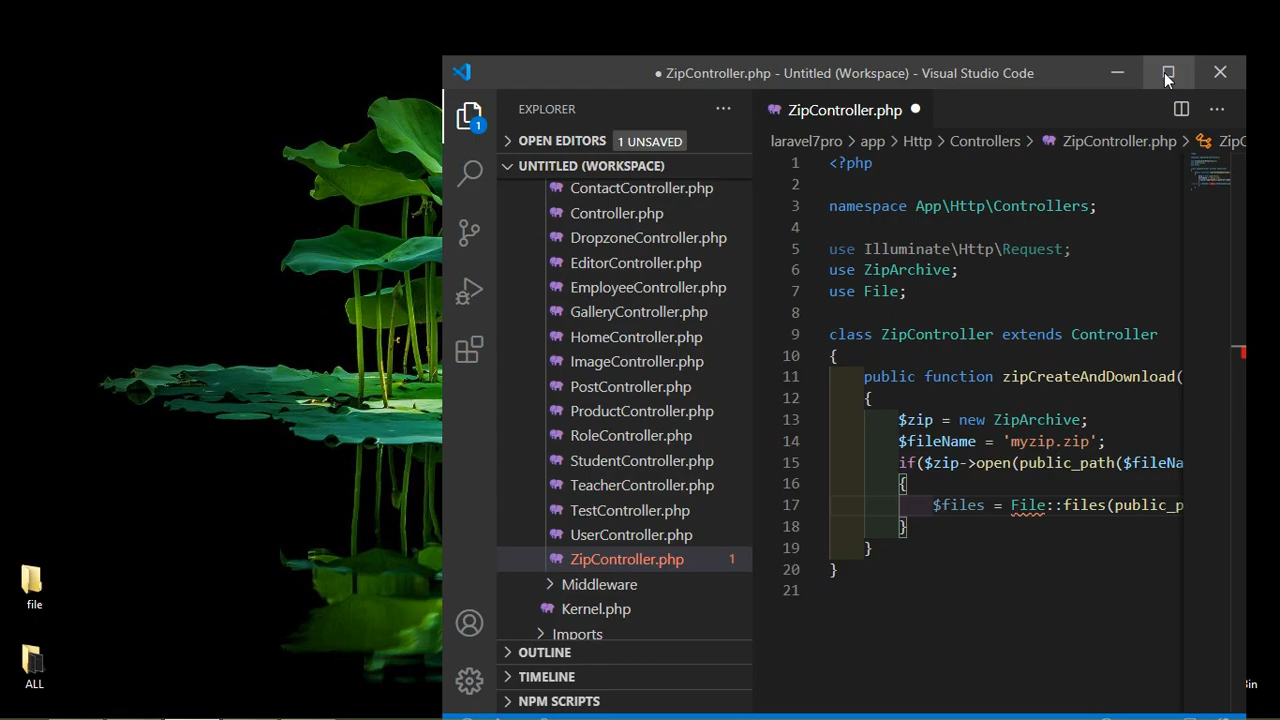 ● ZipController.php - Untitled (Workspace) - Visual Studio Code
EXPLORER
1
OPEN EDITORS 1 UNSAVED
UNTITLED (WORKSPACE)
ContactController.php
Controller.php
DropzoneController.php
EditorController.php
EmployeeController.php
GalleryController.php
HomeController.php
ImageController.php
PostController.php
ProductController.php
RoleController.php
StudentController.php
TeacherController.php
TestController.php
UserController.php
ZipController.php 1
Middleware
Kernel.php
Imports
OUTLINE
TIMELINE
NPM SCRIPTS
ZipController.php ●
laravel7pro > app > Http > Controllers > ZipController.php > ZipC
1 <?php
2
3 namespace App\Http\Controllers;
4
5 use Illuminate\Http\Request;
6 use ZipArchive;
7 use File;
8
9 class ZipController extends Controller
10 {
11 public function zipCreateAndDownload(
12 {
13 $zip = new ZipArchive;
14 $fileName = 'myzip.zip';
15 if($zip->open(public_path($fileNa
16 {
17 $files = File::files(public_p
18 }
19 }
20 }
21
file
ALL
Bin